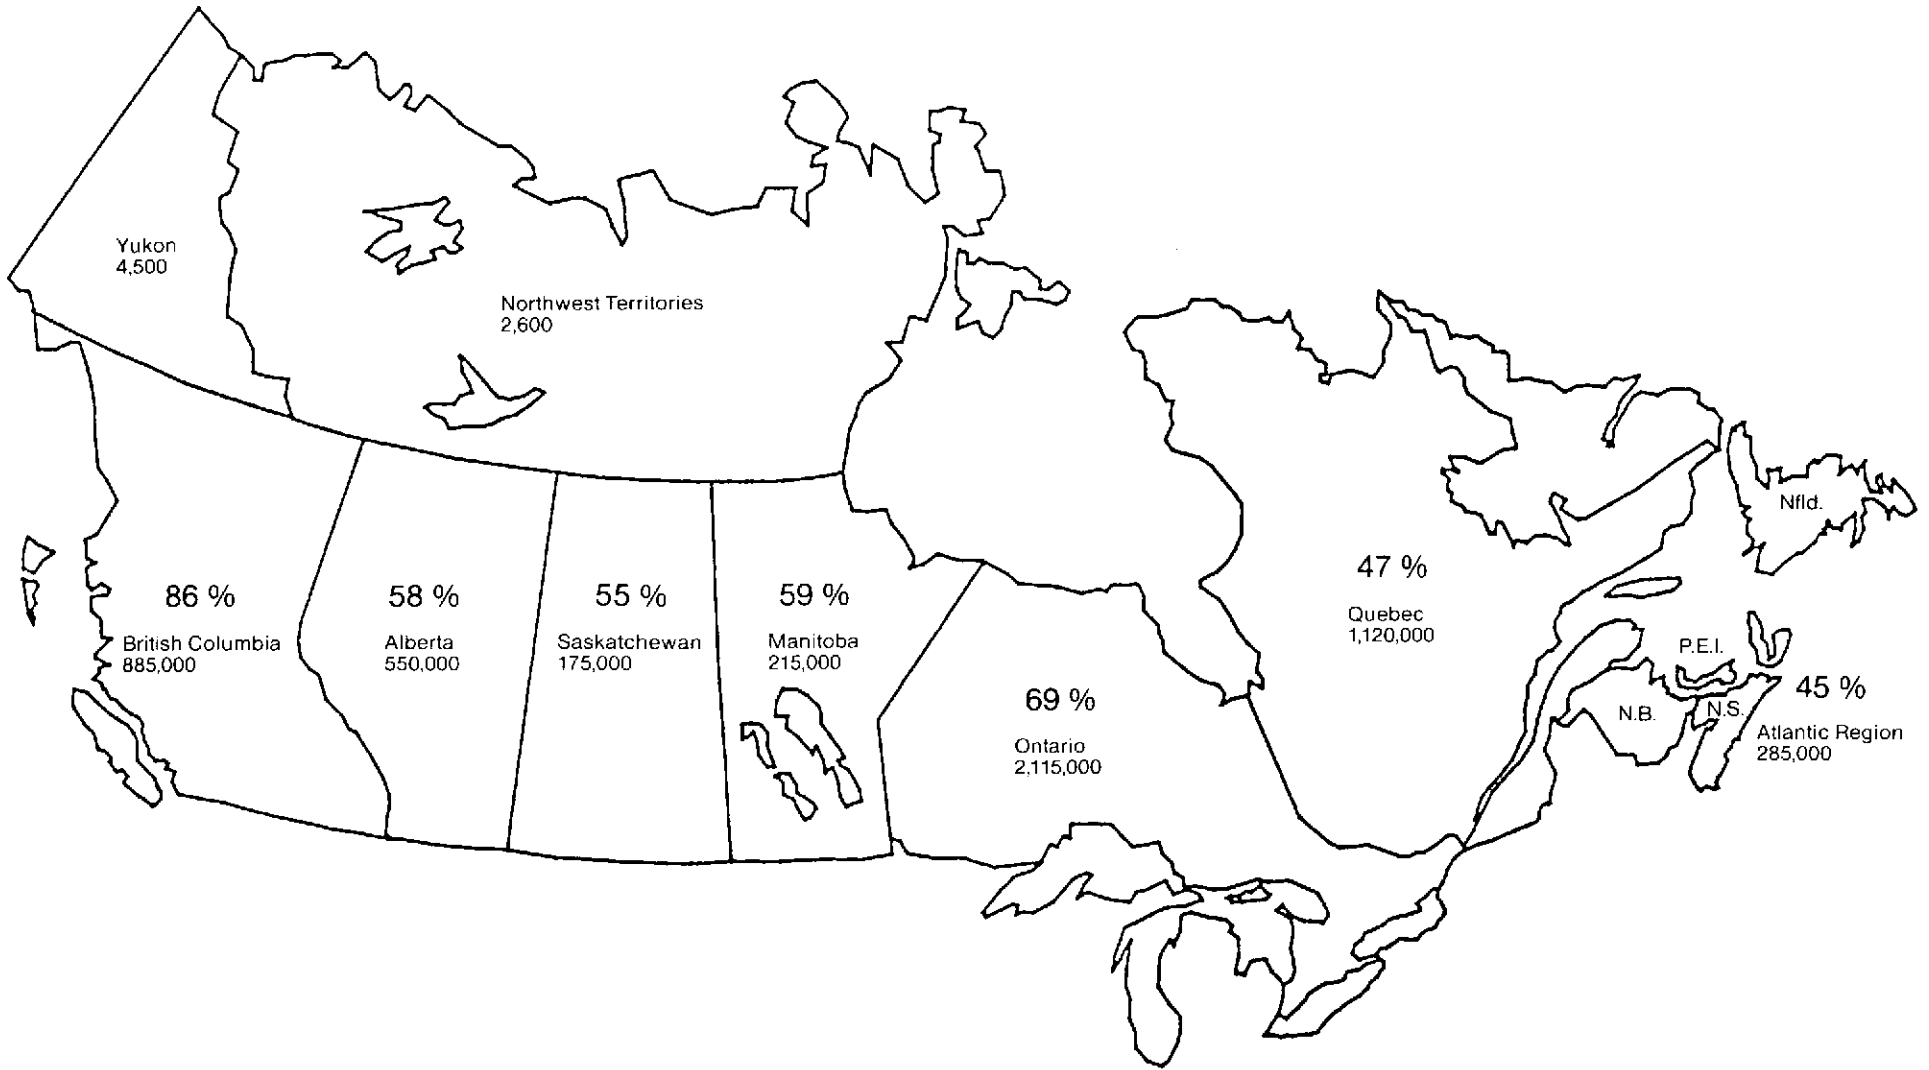 Yukon
4,500
Northwest Territories
2,600
86 %
British Columbia
885,000
58 %
Alberta
550,000
55 %
Saskatchewan
175,000
59 %
Manitoba
215,000
69 %
Ontario
2,115,000
47 %
Quebec
1,120,000
Nfld.
P.E.I.
N.B.
N.S.
45 %
Atlantic Region
285,000